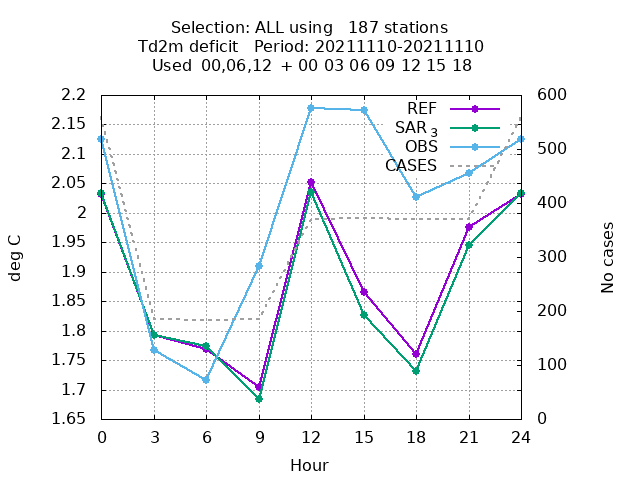 Selection: ALL using   187 stations
Td2m deficit   Period: 20211110-20211110
Used  00,06,12  + 00 03 06 09 12 15 18
2.2
2.15
2.1
2.05
2
1.95
1.9
1.85
1.8
1.75
1.7
1.65
deg C
REF
SAR 3
OBS
CASES
600
500
400
300
200
100
0
No cases
0 3 6 9 12 15 18 21 24
Hour